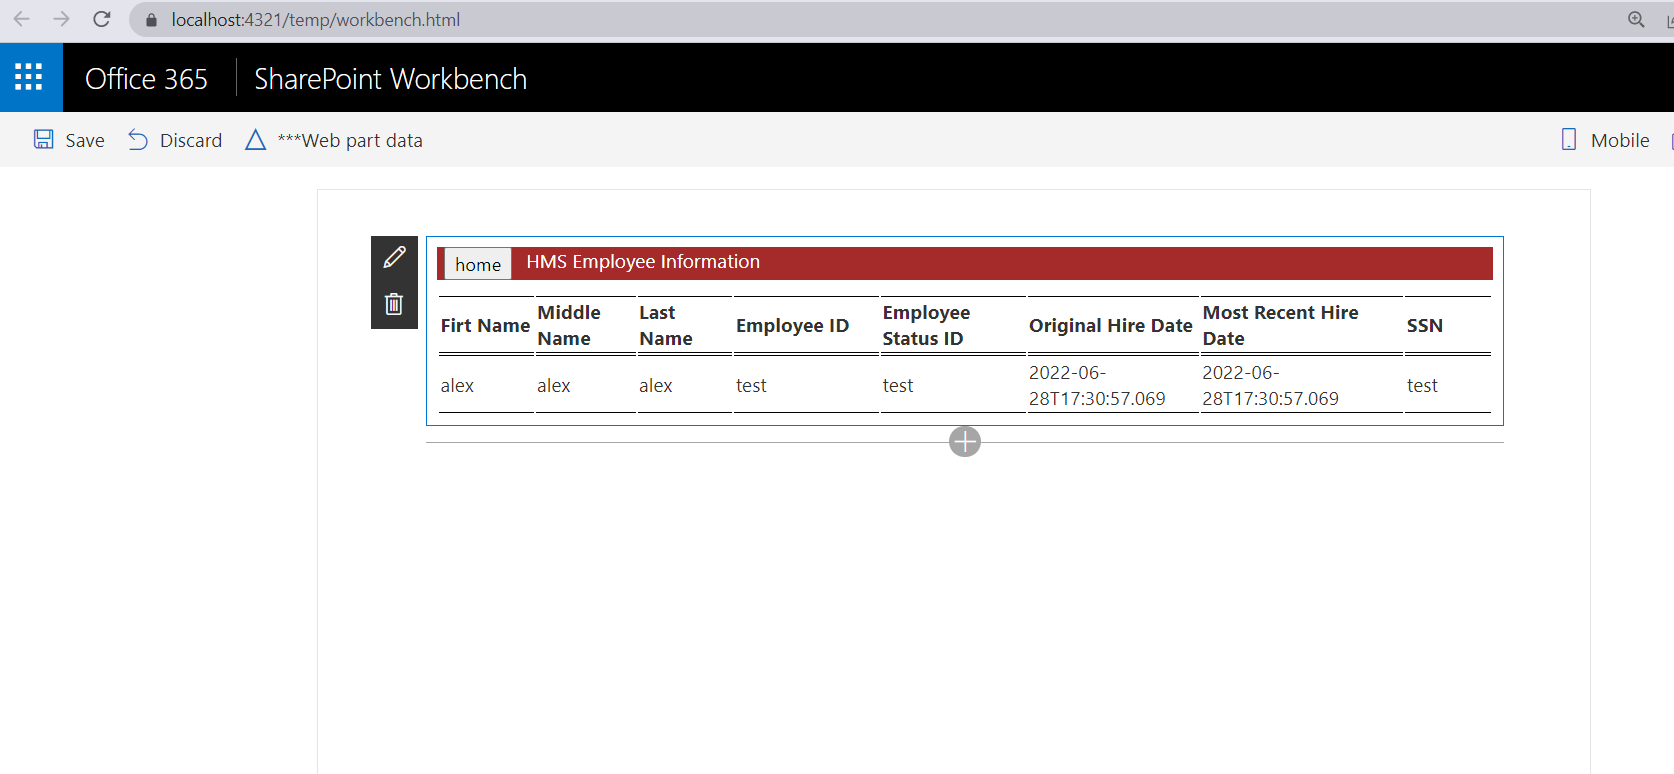 localhost:4321/temp/workbench.html
Office 365 SharePoint Workbench
Save Discard ***Web part data Mobile
home HMS Employee Information
Firt Name Middle Name Last Name Employee ID Employee Status ID Original Hire Date Most Recent Hire Date SSN
alex alex alex test test 2022-06-28T17:30:57.069 2022-06-28T17:30:57.069 test